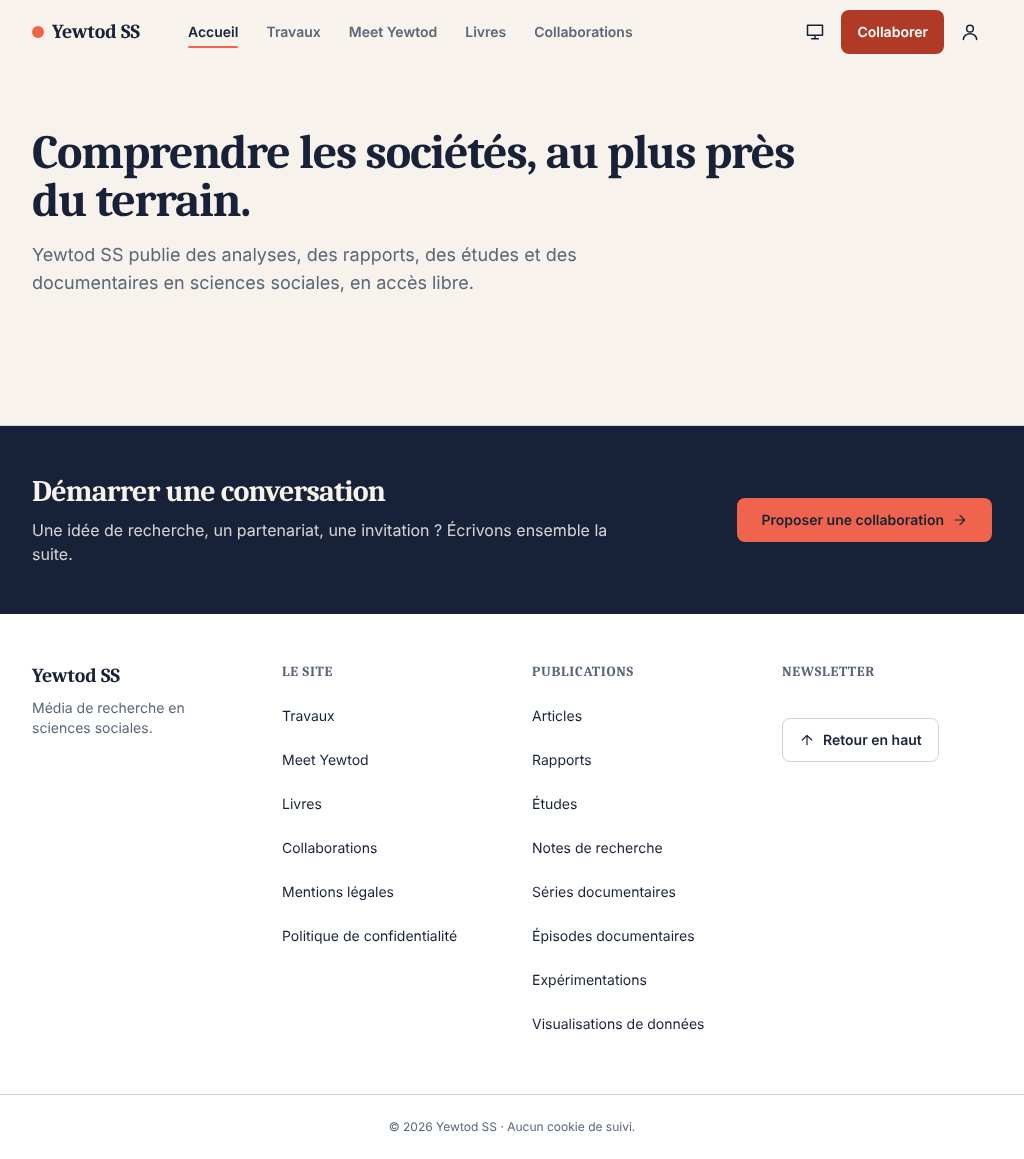 Yewtod SS
Accueil
Travaux
Meet Yewtod
Livres
Collaborations
Collaborer
Comprendre les sociétés, au plus près
du terrain.
Yewtod SS publie des analyses, des rapports, des études et des
documentaires en sciences sociales, en accès libre.
Démarrer une conversation
Une idée de recherche, un partenariat, une invitation ? Écrivons ensemble la
suite.
Proposer une collaboration
Yewtod SS
Média de recherche en
sciences sociales.
LE SITE
Travaux
Meet Yewtod
Livres
Collaborations
Mentions légales
Politique de confidentialité
PUBLICATIONS
Articles
Rapports
Études
Notes de recherche
Séries documentaires
Épisodes documentaires
Expérimentations
Visualisations de données
NEWSLETTER
Retour en haut
© 2026 Yewtod SS · Aucun cookie de suivi.